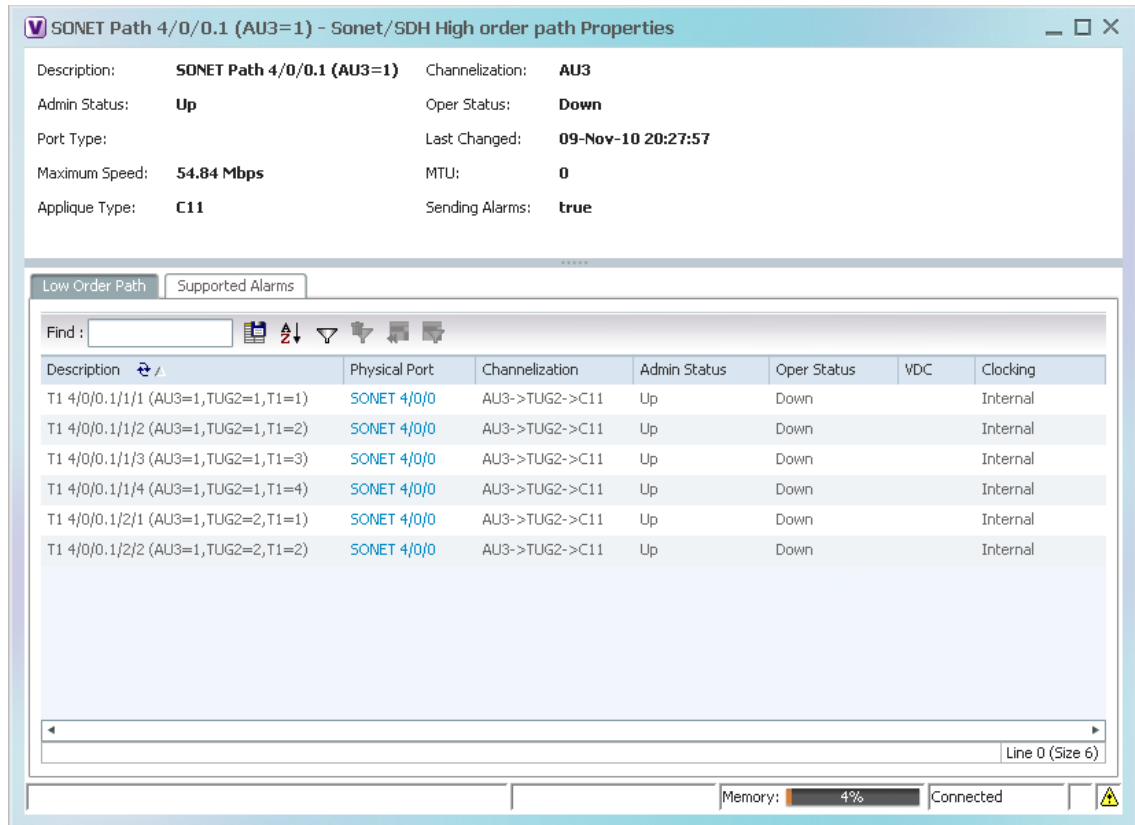 SONET Path 4/0/0.1 (AU3=1) - Sonet/SDH High order path Properties
Description: SONET Path 4/0/0.1 (AU3=1) Channelization: AU3
Admin Status: Up Oper Status: Down
Port Type: Last Changed: 09-Nov-10 20:27:57
Maximum Speed: 54.84 Mbps MTU: 0
Applique Type: C11 Sending Alarms: true
Low Order Path Supported Alarms
Find :
Description Physical Port Channelization Admin Status Oper Status VDC Clocking
T1 4/0/0.1/1/1 (AU3=1,TUG2=1,T1=1) SONET 4/0/0 AU3->TUG2->C11 Up Down Internal
T1 4/0/0.1/1/2 (AU3=1,TUG2=1,T1=2) SONET 4/0/0 AU3->TUG2->C11 Up Down Internal
T1 4/0/0.1/1/3 (AU3=1,TUG2=1,T1=3) SONET 4/0/0 AU3->TUG2->C11 Up Down Internal
T1 4/0/0.1/1/4 (AU3=1,TUG2=1,T1=4) SONET 4/0/0 AU3->TUG2->C11 Up Down Internal
T1 4/0/0.1/2/1 (AU3=1,TUG2=2,T1=1) SONET 4/0/0 AU3->TUG2->C11 Up Down Internal
T1 4/0/0.1/2/2 (AU3=1,TUG2=2,T1=2) SONET 4/0/0 AU3->TUG2->C11 Up Down Internal
Line 0 (Size 6)
Memory: 4% Connected